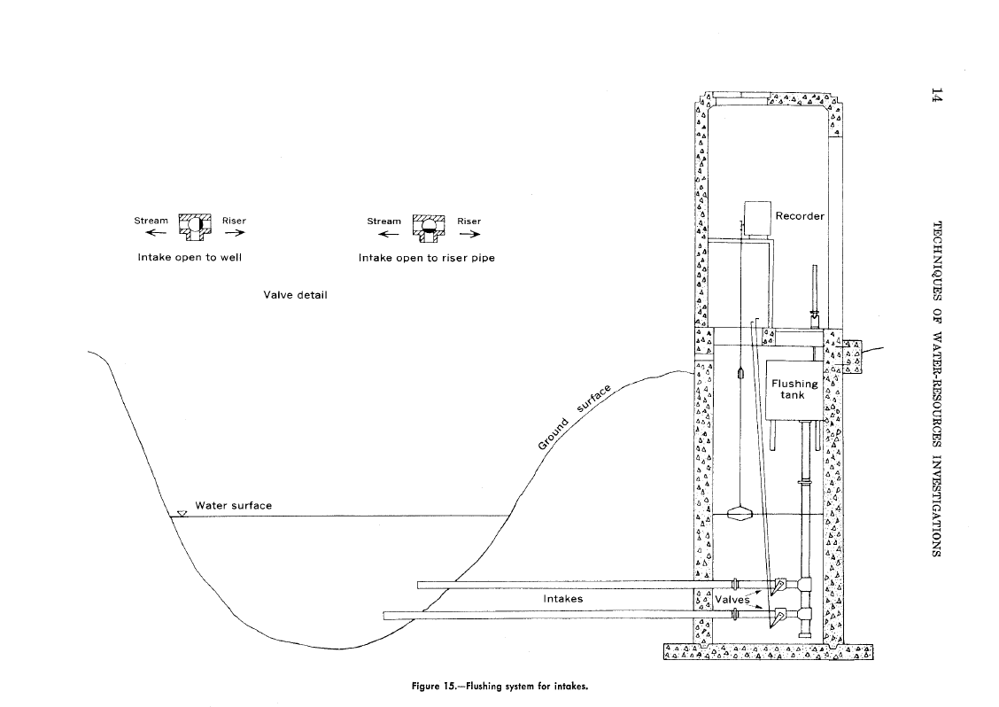 14
TECHNIQUES OF WATER-RESOURCES INVESTIGATIONS
Stream
Riser
Intake open to well
Stream
Riser
Intake open to riser pipe
Valve detail
Recorder
Flushing
tank
Ground surface
Water surface
Intakes
Valves
Figure 15.—Flushing system for intakes.